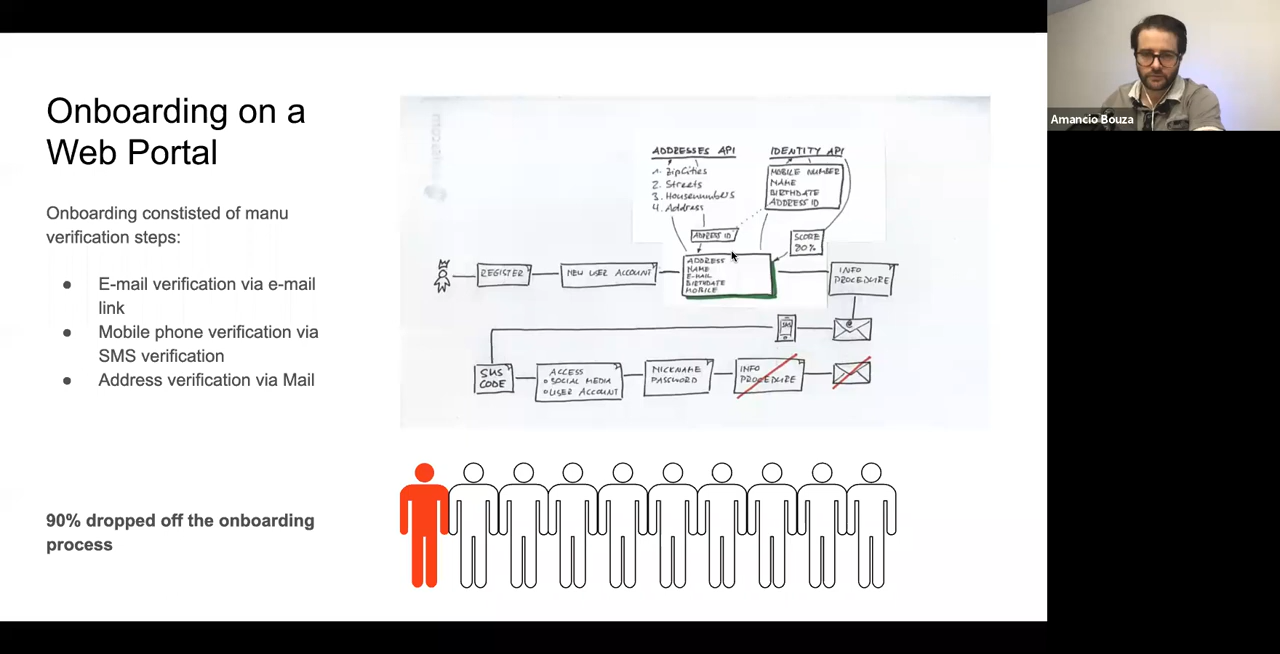 Onboarding on a
Web Portal
Onboarding constisted of manu
verification steps:
● E-mail verification via e-mail
link
● Mobile phone verification via
SMS verification
● Address verification via Mail
90% dropped off the onboarding
process
ADDRESSES API
1. ZipCities
2. Streets
3. Housenumbers
4. Address
IDENTITY API
MOBILE NUMBER
NAME
BIRTHDATE
ADDRESS ID
ADDRESS ID
SCORE
80%
REGISTER
NEW USER ACCOUNT
ADDRESS
NAME
E-MAIL
BIRTHDATE
MOBILE
INFO
PROCEDURE
SMS
@
SMS
CODE
ACCESS
SOCIAL MEDIA
USER ACCOUNT
NICKNAME
PASSWORD
INFO
PROCEDURE
Amancio Bouza